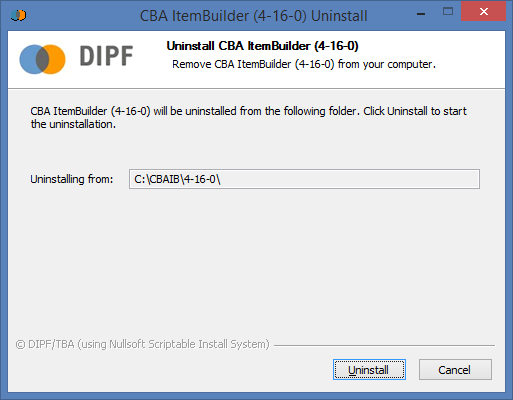 CBA ItemBuilder (4-16-0) Uninstall
DIPF
Uninstall CBA ItemBuilder (4-16-0)
Remove CBA ItemBuilder (4-16-0) from your computer.
CBA ItemBuilder (4-16-0) will be uninstalled from the following folder. Click Uninstall to start
the uninstallation.
Uninstalling from: C:\CBAIB\4-16-0\
© DIPF/TBA (using Nullsoft Scriptable Install System)
Uninstall Cancel